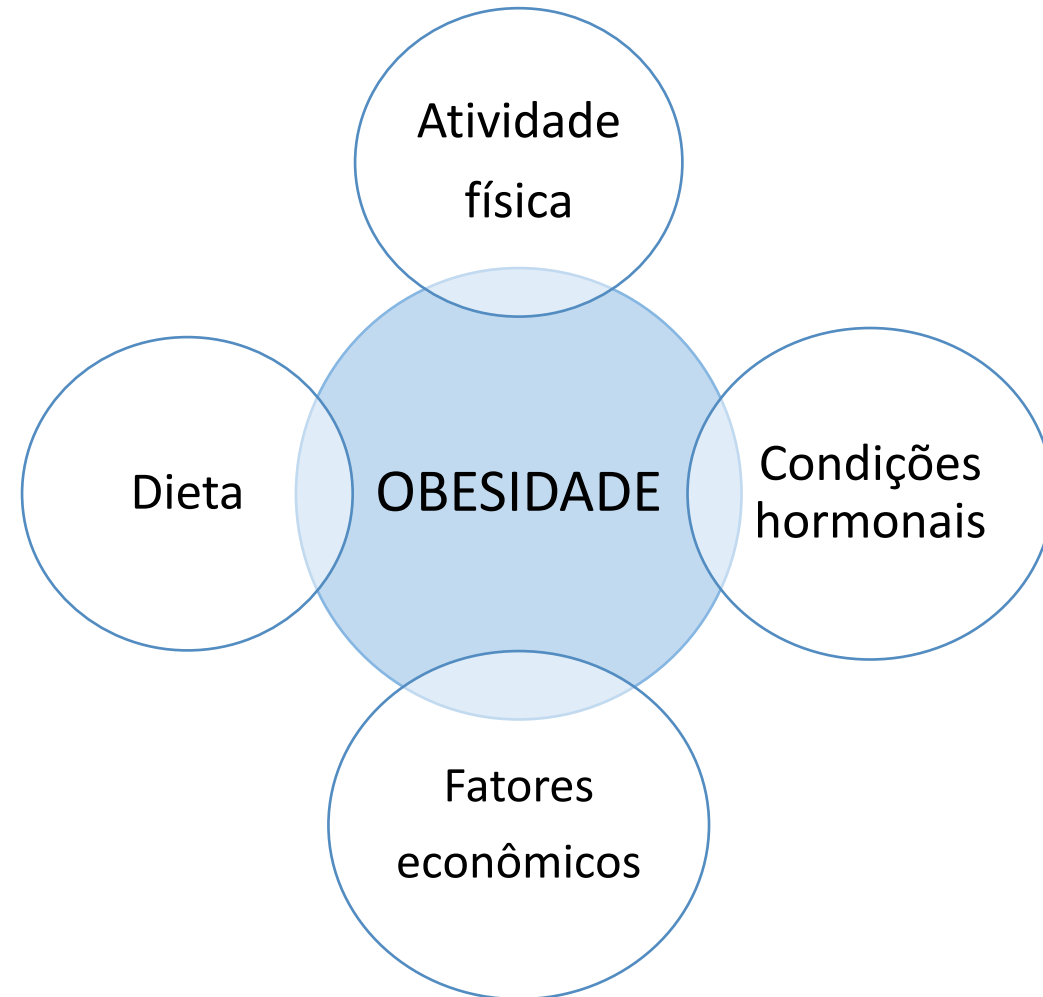 Atividade
física
Dieta
OBESIDADE
Condições
hormonais
Fatores
econômicos